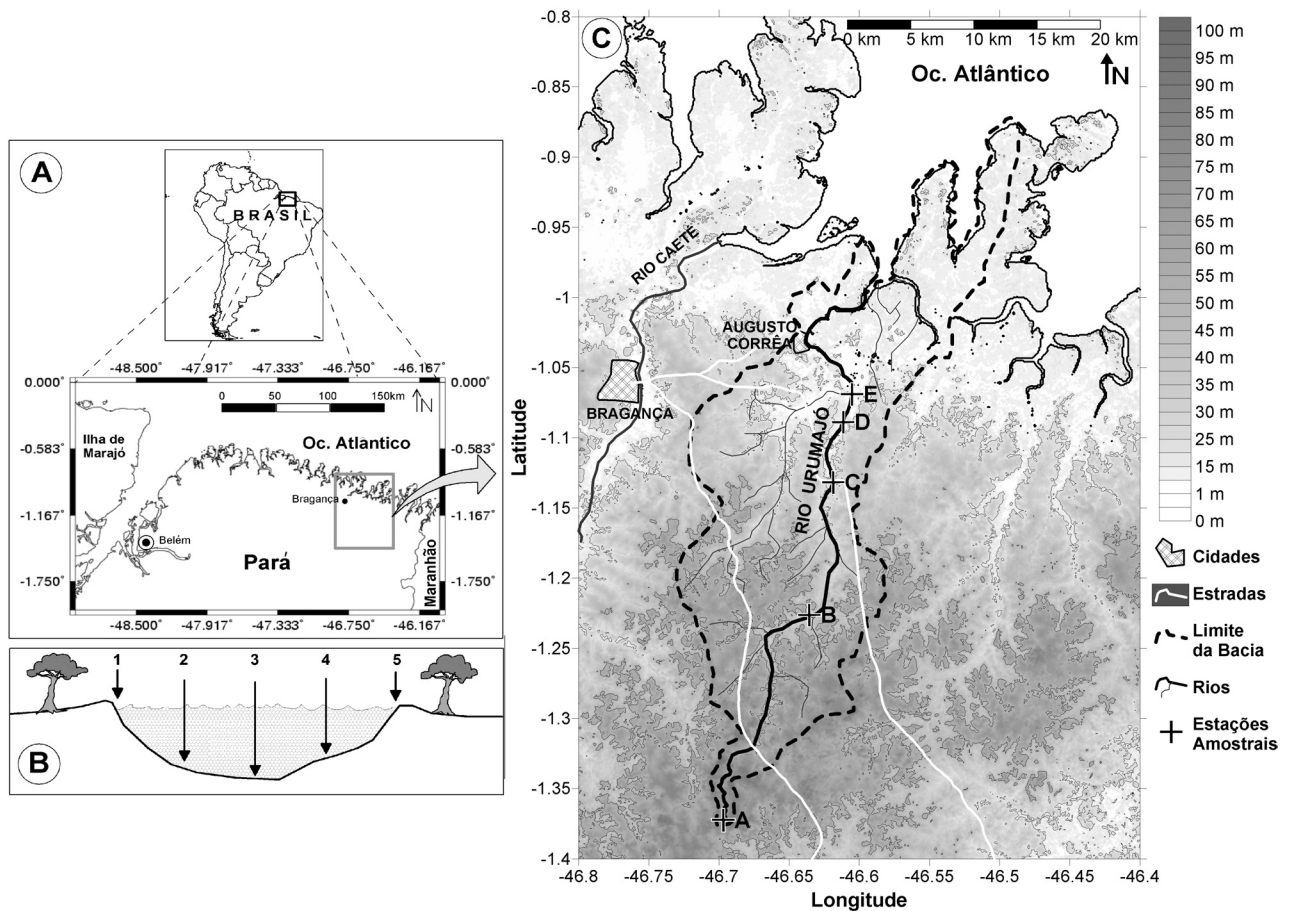 A
BRASIL
-48.500 -47.917 -47.333 -46.750 -46.167
0.000° 0.000°
0 50 100 150km N
Ilha de
Marajó
Oc. Atlantico
-0.583 -0.583°
Bragança
-1.167 -1.167°
Belém
Pará
Maranhão
-1.750 -1.750°
-48.500 -47.917 -47.333 -46.750 -46.167
1 2 3 4 5
B
C
0 km 5 km 10 km 15 km 20 km
Oc. Atlântico
N
-0.8
-0.85
-0.9
-0.95
-1
-1.05
-1.1
-1.15
-1.2
-1.25
-1.3
-1.35
-1.4
Latitude
RIO CAETÉ
AUGUSTO
CORRÊA
BRAGANÇA
RIO URUMAJÓ
E
D
C
B
A
-46.8 -46.75 -46.7 -46.65 -46.6 -46.55 -46.5 -46.45 -46.4
Longitude
100 m
95 m
90 m
85 m
80 m
75 m
70 m
65 m
60 m
55 m
50 m
45 m
40 m
35 m
30 m
25 m
15 m
1 m
0 m
Cidades
Estradas
Limite
da Bacia
Rios
Estações
Amostrais